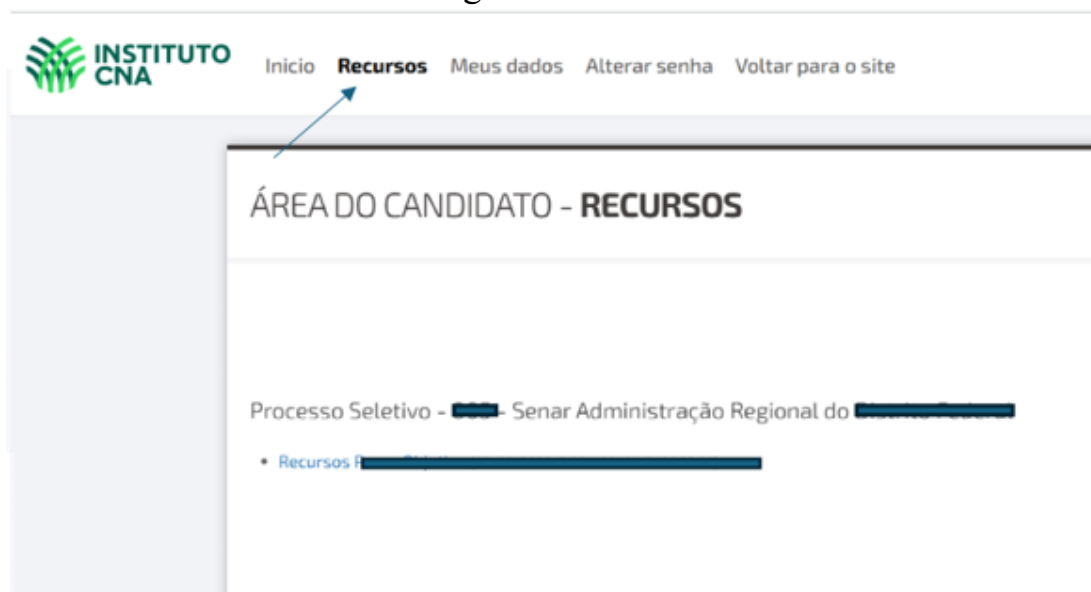 INSTITUTO
CNA
Inicio Recursos Meus dados Alterar senha Voltar para o site
ÁREA DO CANDIDATO - RECURSOS
Processo Seletivo - - Senar Administração Regional do
Recursos